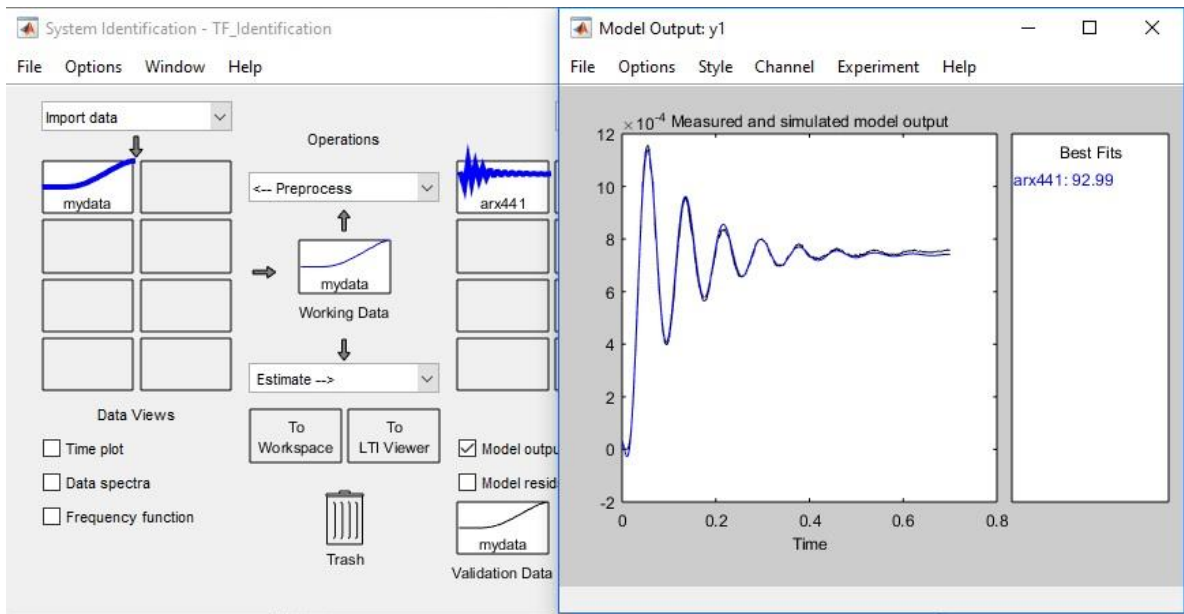 System Identification - TF_Identification
File Options Window Help
Import data
Operations
mydata
<-- Preprocess
arx441
mydata
Working Data
Estimate -->
Data Views
To
Workspace
To
LTI Viewer
Time plot
Data spectra
Frequency function
Trash
Model outpu
Model resid
mydata
Validation Data
Model Output: y1
File Options Style Channel Experiment Help
×10-4 Measured and simulated model output
12
10
8
6
4
2
0
-2
0 0.2 0.4 0.6 0.8
Time
Best Fits
arx441: 92.99